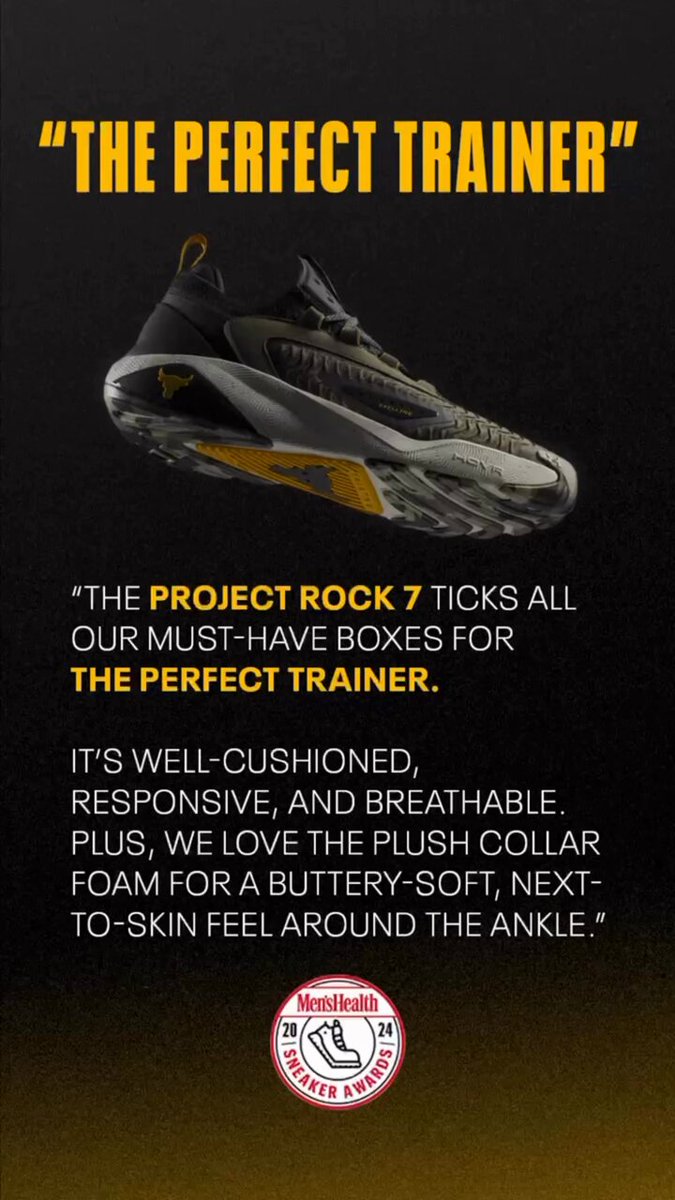 “THE PERFECT TRAINER”
HOVR
“THE PROJECT ROCK 7 TICKS ALL
OUR MUST-HAVE BOXES FOR
THE PERFECT TRAINER.
IT’S WELL-CUSHIONED,
RESPONSIVE, AND BREATHABLE.
PLUS, WE LOVE THE PLUSH COLLAR
FOAM FOR A BUTTERY-SOFT, NEXT-
TO-SKIN FEEL AROUND THE ANKLE.”
Men'sHealth
20 24
SNEAKER AWARDS